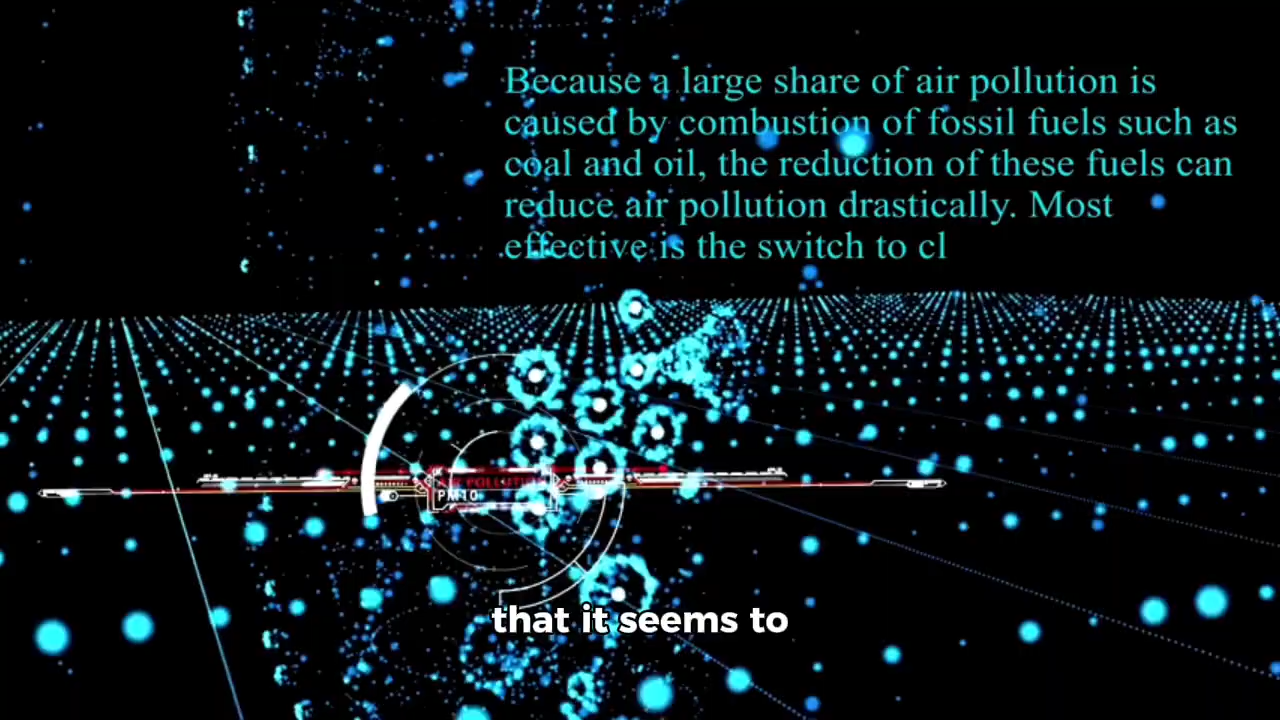 Because a large share of air pollution is
caused by combustion of fossil fuels such as
coal and oil, the reduction of these fuels can
reduce air pollution drastically. Most
effective is the switch to cl
AIR POLLUTION
PM10
that it seems to